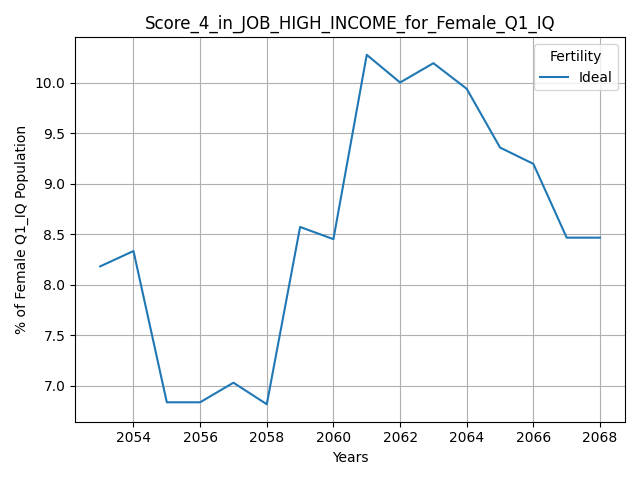 Score_4_in_JOB_HIGH_INCOME_for_Female_Q1_IQ
Fertility
Ideal
% of Female Q1_IQ Population
10.0
9.5
9.0
8.5
8.0
7.5
7.0
2054 2056 2058 2060 2062 2064 2066 2068
Years